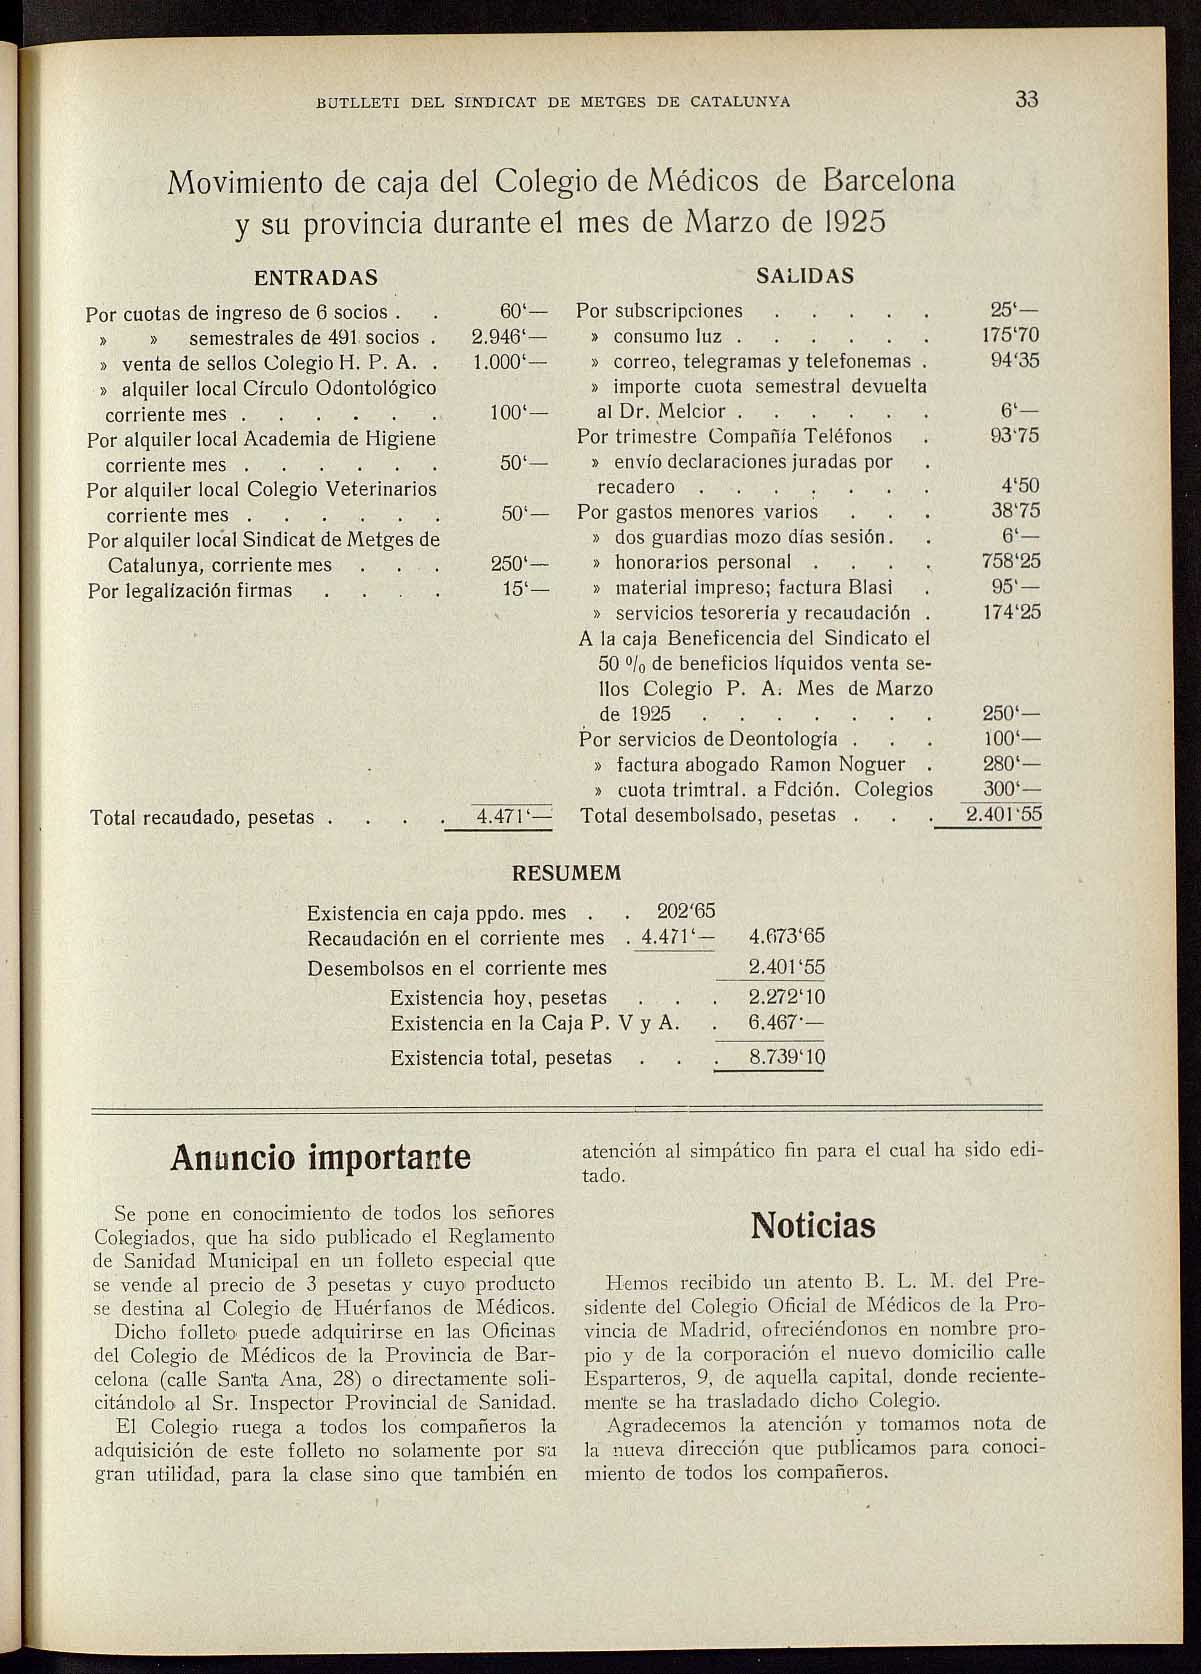 BUTLLETI DEL SINDICAT DE METGES DE CATALUNYA 33
Movimiento de caja del Colegio de Médicos de Barcelona
y su provincia durante el mes de Marzo de 1925
ENTRADAS
Por cuotas de ingreso de 6 socios . . 60‘—
» » semestrales de 491 socios . 2.946‘—
» venta de sellos Colegio H. P. A. . 1.000‘—
» alquiler local Círculo Odontológico
corriente mes . . . . . . 100‘—
Por alquiler local Academia de Higiene
corriente mes . . . . . . 50‘—
Por alquiler local Colegio Veterinarios
corriente mes . . . . . . 50‘—
Por alquiler local Sindicat de Metges de
Catalunya, corriente mes . . . 250‘—
Por legalización firmas . . . . 15‘—
Total recaudado, pesetas . . . . 4.471‘—
SALIDAS
Por subscripciones . . . . . 25‘—
» consumo luz . . . . . . 175‘70
» correo, telegramas y telefonemas . 94‘35
» importe cuota semestral devuelta
al Dr. Melcior . . . . . . 6‘—
Por trimestre Compañía Teléfonos . 93‘75
» envío declaraciones juradas por .
recadero . . . . . . . 4‘50
Por gastos menores varios . . . 38‘75
» dos guardias mozo días sesión. . 6‘—
» honorarios personal . . . . 758‘25
» material impreso; factura Blasi . 95‘—
» servicios tesorería y recaudación . 174‘25
A la caja Beneficencia del Sindicato el
50 % de beneficios líquidos venta se-
llos Colegio P. A. Mes de Marzo
de 1925 . . . . . . . 250‘—
Por servicios de Deontología . . . 100‘—
» factura abogado Ramon Noguer . 280‘—
» cuota trimtral. a Fdción. Colegios 300‘—
Total desembolsado, pesetas . . . 2.401‘55
RESUMEM
Existencia en caja ppdo. mes . . 202‘65
Recaudación en el corriente mes . 4.471‘— 4.673‘65
Desembolsos en el corriente mes 2.401‘55
Existencia hoy, pesetas . . . 2.272‘10
Existencia en la Caja P. V y A. . 6.467‘—
Existencia total, pesetas . . . 8.739‘10
Anuncio importante
Se pone en conocimiento de todos los señores
Colegiados, que ha sido publicado el Reglamento
de Sanidad Municipal en un folleto especial que
se vende al precio de 3 pesetas y cuyo producto
se destina al Colegio de Huérfanos de Médicos.
Dicho folleto puede adquirirse en las Oficinas
del Colegio de Médicos de la Provincia de Bar-
celona (calle Santa Ana, 28) o directamente soli-
citándolo al Sr. Inspector Provincial de Sanidad.
El Colegio ruega a todos los compañeros la
adquisición de este folleto no solamente por su
gran utilidad, para la clase sino que también en
atención al simpático fin para el cual ha sido edi-
tado.
Noticias
Hemos recibido un atento B. L. M. del Pre-
sidente del Colegio Oficial de Médicos de la Pro-
vincia de Madrid, ofreciéndonos en nombre pro-
pio y de la corporación el nuevo domicilio calle
Esparteros, 9, de aquella capital, donde reciente-
mente se ha trasladado dicho Colegio.
Agradecemos la atención y tomamos nota de
la nueva dirección que publicamos para conoci-
miento de todos los compañeros.